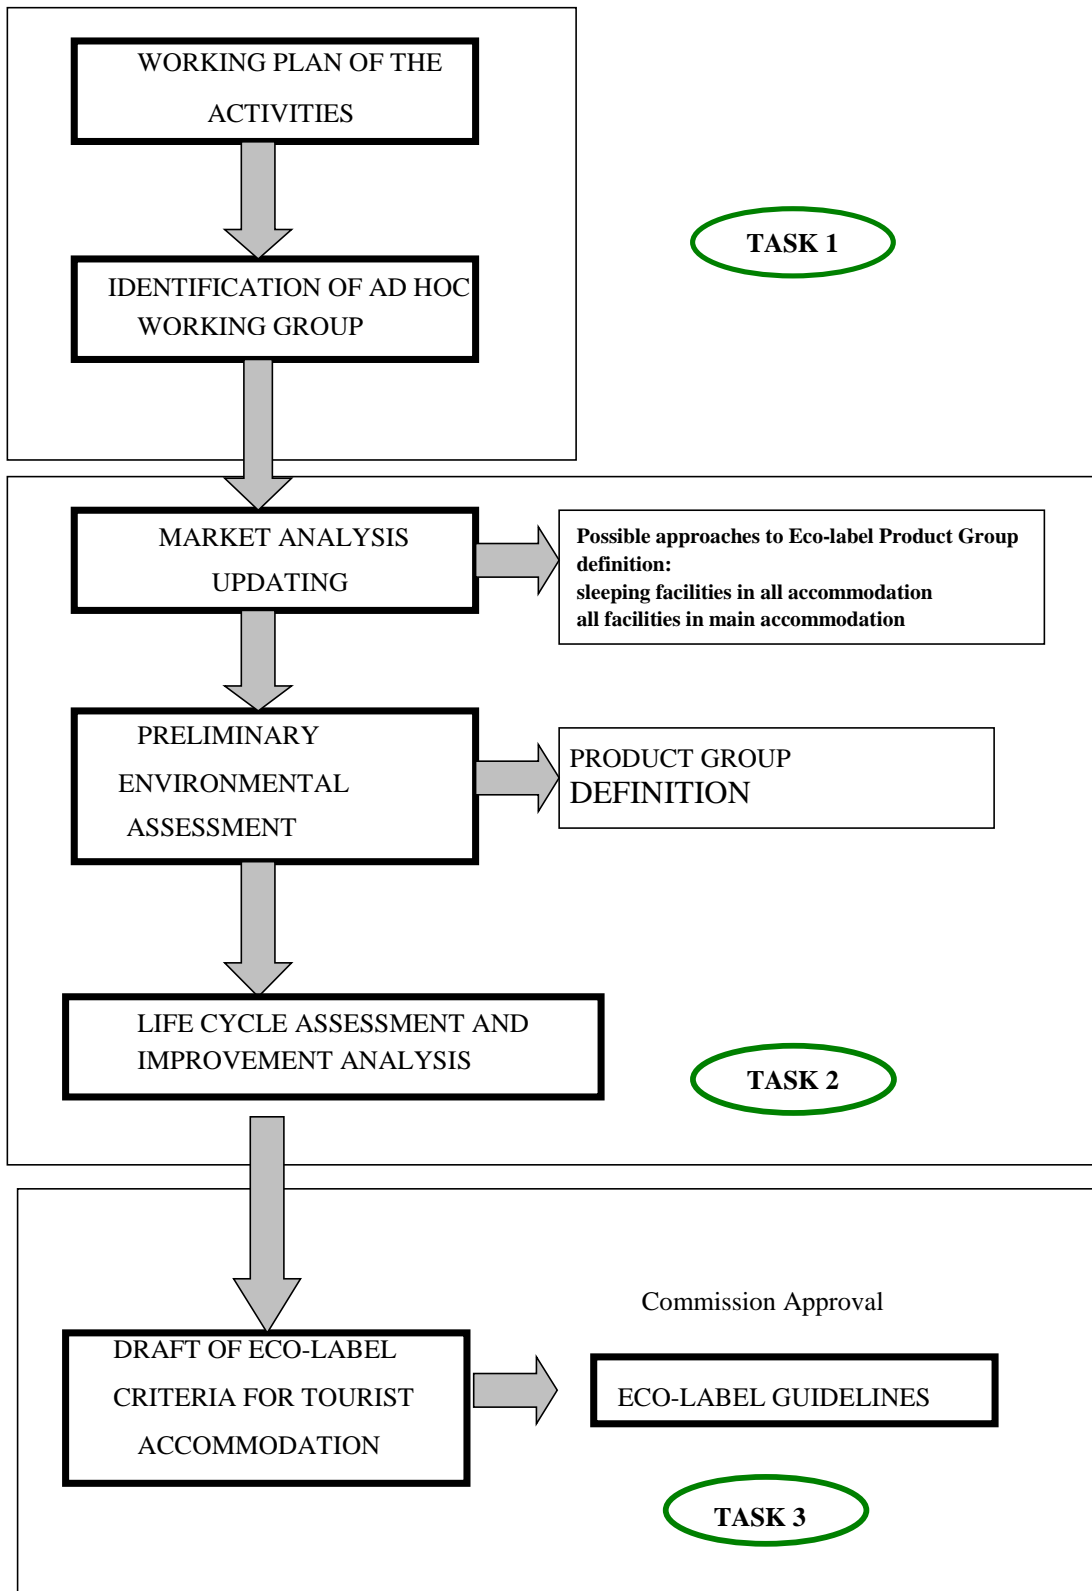 WORKING PLAN OF THE
ACTIVITIES
TASK 1
IDENTIFICATION OF AD HOC
WORKING GROUP
MARKET ANALYSIS
UPDATING
Possible approaches to Eco-label Product Group
definition:
sleeping facilities in all accommodation
all facilities in main accommodation
PRELIMINARY
ENVIRONMENTAL
ASSESSMENT
PRODUCT GROUP
DEFINITION
LIFE CYCLE ASSESSMENT AND
IMPROVEMENT ANALYSIS
TASK 2
Commission Approval
DRAFT OF ECO-LABEL
CRITERIA FOR TOURIST
ACCOMMODATION
ECO-LABEL GUIDELINES
TASK 3